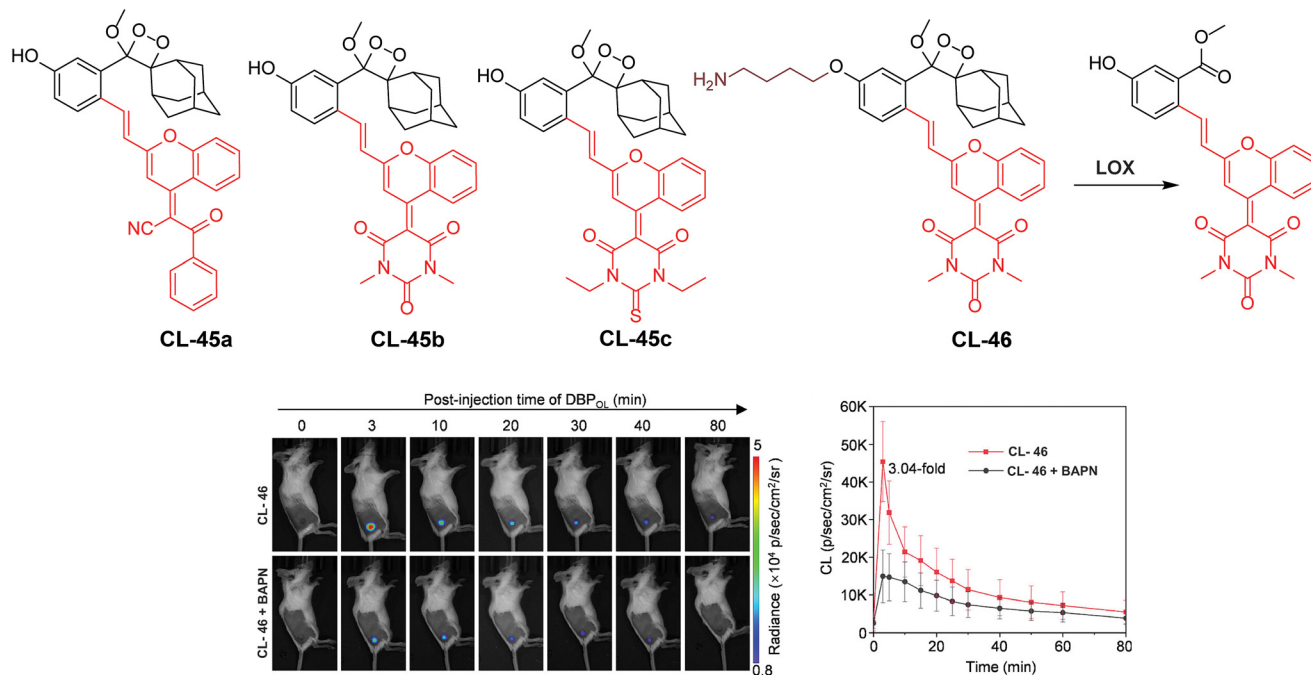 HO
O
O
O
O
NC
O
CL-45a
HO
O
O
O
O
O
O
N
N
O
CL-45b
HO
O
O
O
O
O
O
N
N
S
CL-45c
H2N
O
O
O
O
O
O
O
N
N
O
CL-46
LOX
HO
O
O
O
O
O
N
N
O
Post-injection time of DBPOL (min)
0 3 10 20 30 40 80
CL- 46
CL- 46 + BAPN
5
Radiance (×10⁴ p/sec/cm²/sr)
0.8
60K
50K
40K
30K
20K
10K
0
CL (p/sec/cm²/sr)
3.04-fold
CL- 46
CL- 46 + BAPN
0 20 40 60 80
Time (min)